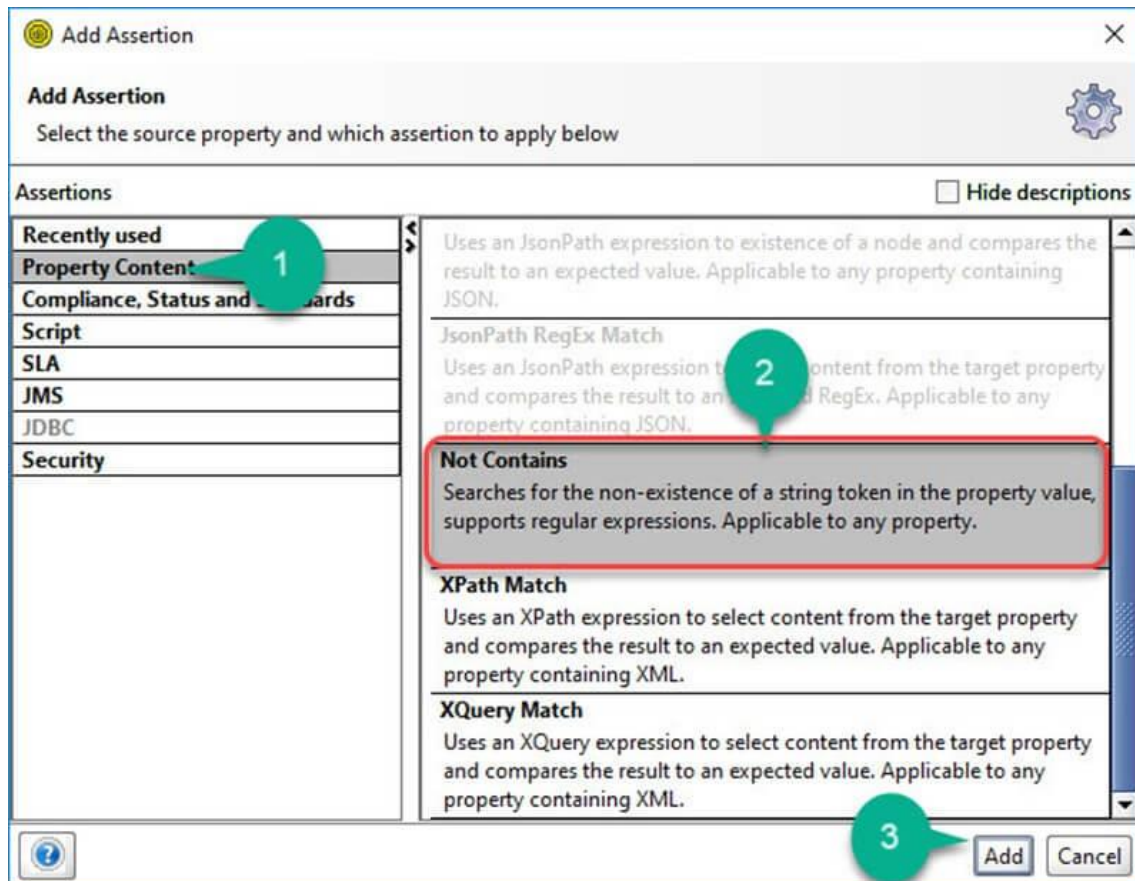 Add Assertion
Add Assertion
Select the source property and which assertion to apply below
Assertions
Hide descriptions
Recently used
Property Content
1
Compliance, Status and
Script
SLA
JMS
JDBC
Security
Uses an JsonPath expression to existence of a node and compares the
result to an expected value. Applicable to any property containing
JSON.
JsonPath RegEx Match
Uses an JsonPath expression content from the target property
and compares the result to an RegEx. Applicable to any
property containing JSON.
2
Not Contains
Searches for the non-existence of a string token in the property value,
supports regular expressions. Applicable to any property.
XPath Match
Uses an XPath expression to select content from the target property
and compares the result to an expected value. Applicable to any
property containing XML.
XQuery Match
Uses an XQuery expression to select content from the target property
and compares the result to an expected value. Applicable to any
property containing XML.
3
Add
Cancel